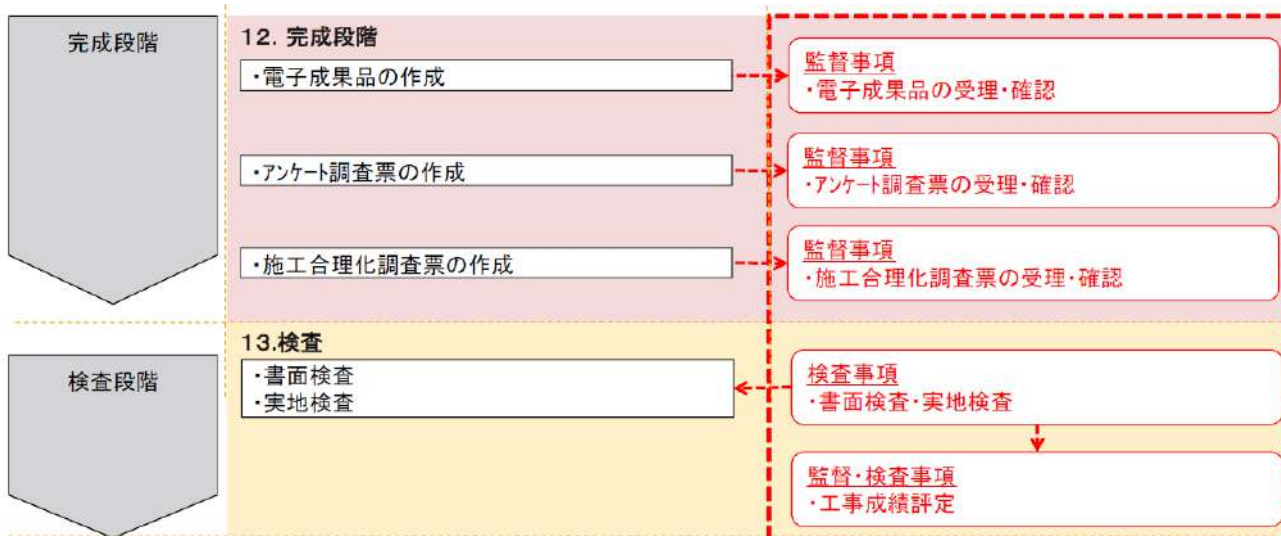 完成段階
12. 完成段階
・電子成果品の作成
監督事項
・電子成果品の受理・確認
・アンケート調査票の作成
監督事項
・アンケート調査票の受理・確認
・施工合理化調査票の作成
監督事項
・施工合理化調査票の受理・確認
検査段階
13.検査
・書面検査
・実地検査
検査事項
・書面検査・実地検査
監督・検査事項
・工事成績評定